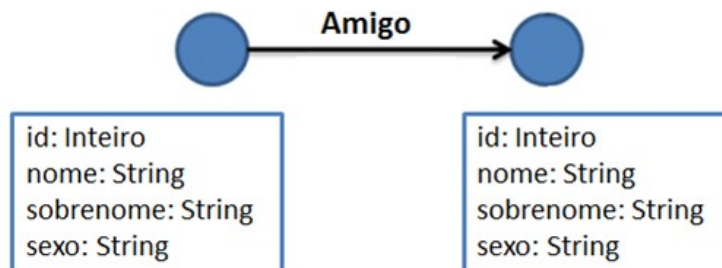 Amigo
id: Inteiro
nome: String
sobrenome: String
sexo: String
id: Inteiro
nome: String
sobrenome: String
sexo: String